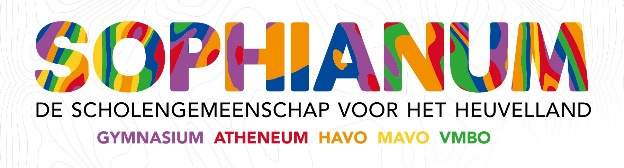 SOPHIANUM
DE SCHOLENGEMEENSCHAP VOOR HET HEUVELLAND
GYMNASIUM ATHENEUM HAVO MAVO VMBO